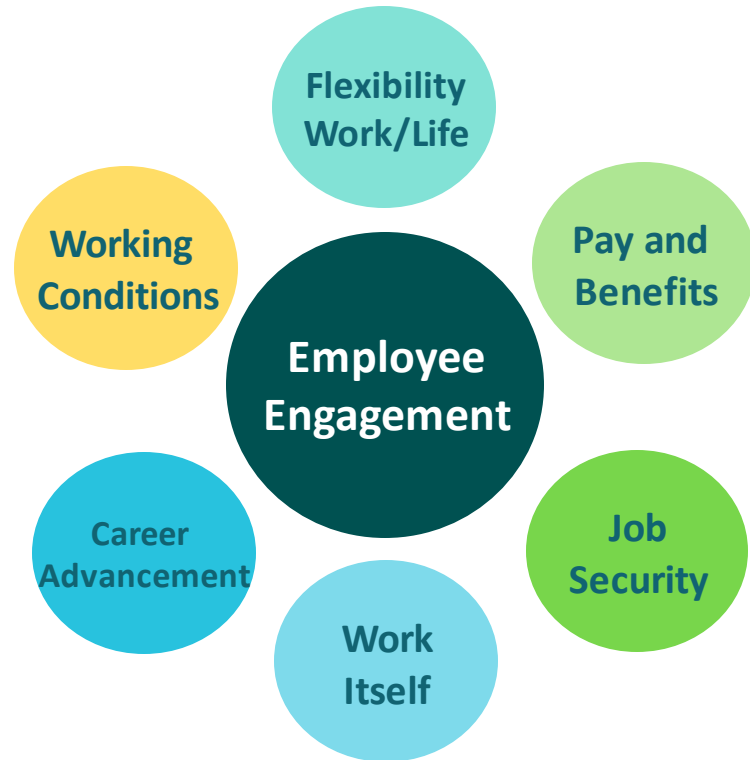 Flexibility
Work/Life
Pay and
Benefits
Working
Conditions
Employee
Engagement
Career
Advancement
Job
Security
Work
Itself